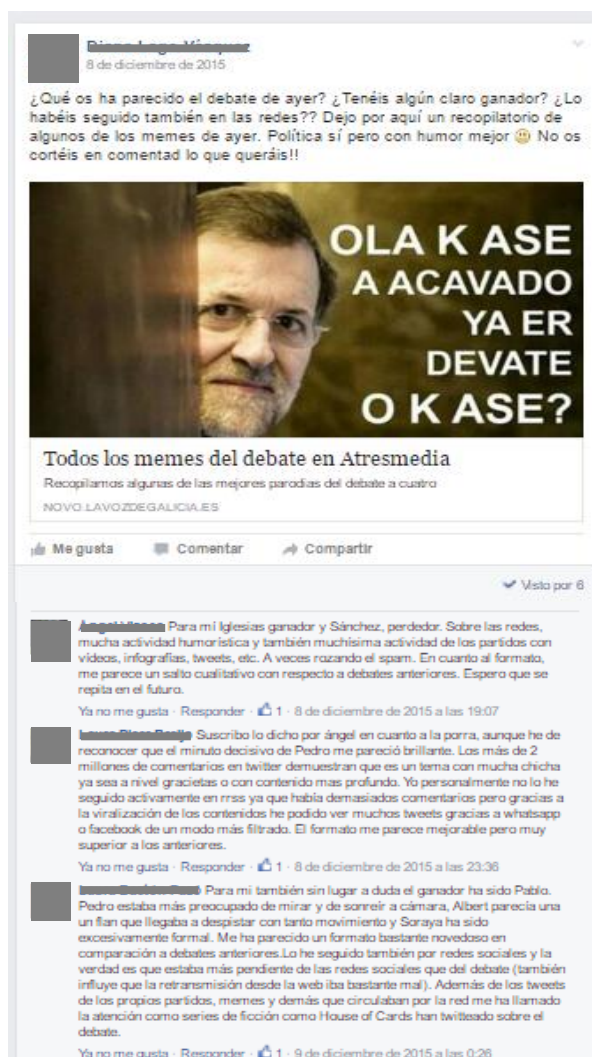 8 de diciembre de 2015
¿Qué os ha parecido el debate de ayer? ¿Tenéis algún claro ganador? ¿Lo
habéis seguido también en las redes?? Dejo por aquí un recopilatorio de
algunos de los memes de ayer. Política sí pero con humor mejor 🙂 No os
cortéis en comentad lo que queráis!!
OLA K ASE
A ACAVADO
YA ER
DEVATE
O K ASE?
Todos los memes del debate en Atresmedia
Recopilamos algunas de las mejores parodias del debate a cuatro
NOVO.LAVOZDEGALICIA.ES
Me gusta Comentar Compartir
Visto por 6
Para mí Iglesias ganador y Sánchez, perdedor. Sobre las redes,
mucha actividad humorística y también muchísima actividad de los partidos con
vídeos, infografías, tweets, etc. A veces rozando el spam. En cuanto al formato,
me parece un salto cualitativo con respecto a debates anteriores. Espero que se
repita en el futuro.
Ya no me gusta · Responder · 1 · 8 de diciembre de 2015 a las 19:07
Suscribo lo dicho por ángel en cuanto a la porra, aunque he de
reconocer que el minuto decisivo de Pedro me pareció brillante. Los más de 2
millones de comentarios en twitter demuestran que es un tema con mucha chicha
ya sea a nivel gracietas o con contenido mas profundo. Yo personalmente no lo he
seguido activamente en rrss ya que había demasiados comentarios pero gracias a
la viralización de los contenidos he podido ver muchos tweets gracias a whatsapp
o facebook de un modo más filtrado. El formato me parece mejorable pero muy
superior a los anteriores.
Ya no me gusta · Responder · 1 · 8 de diciembre de 2015 a las 23:36
Para mi también sin lugar a duda el ganador ha sido Pablo.
Pedro estaba más preocupado de mirar y de sonreír a cámara, Albert parecía una
un flan que llegaba a despistar con tanto movimiento y Soraya ha sido
excesivamente formal. Me ha parecido un formato bastante novedoso en
comparación a debates anteriores.Lo he seguido también por redes sociales y la
verdad es que estaba más pendiente de las redes sociales que del debate (también
influye que la retransmisión desde la web iba bastante mal). Además de los tweets
de los propios partidos, memes y demás que circulaban por la red me ha llamado
la atención como series de ficción como House of Cards han twitteado sobre el
debate.
Ya no me gusta · Responder · 1 · 9 de diciembre de 2015 a las 0:26